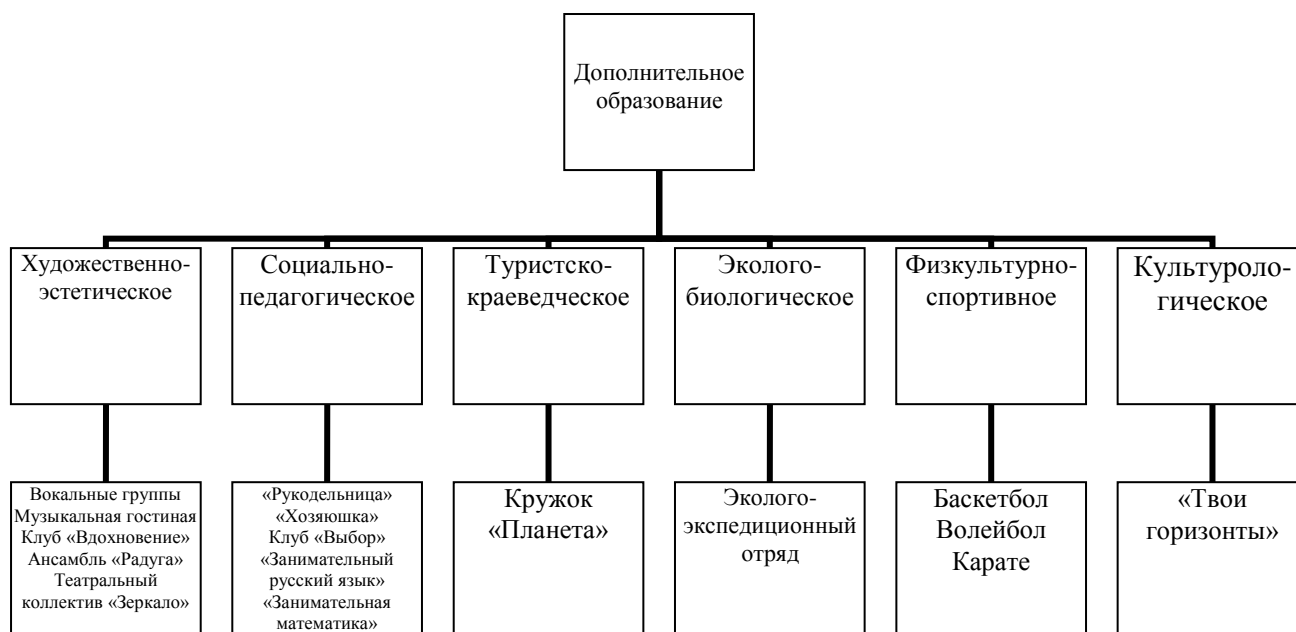 Дополнительное
образование
Художественно-
эстетическое
Социально-
педагогическое
Туристско-
краеведческое
Эколого-
биологическое
Физкультурно-
спортивное
Культуроло-
гическое
Вокальные группы
Музыкальная гостиная
Клуб «Вдохновение»
Ансамбль «Радуга»
Театральный
коллектив «Зеркало»
«Рукодельница»
«Хозяюшка»
Клуб «Выбор»
«Занимательный
русский язык»
«Занимательная
математика»
Кружок
«Планета»
Эколого-
экспедиционный
отряд
Баскетбол
Волейбол
Карате
«Твои
горизонты»